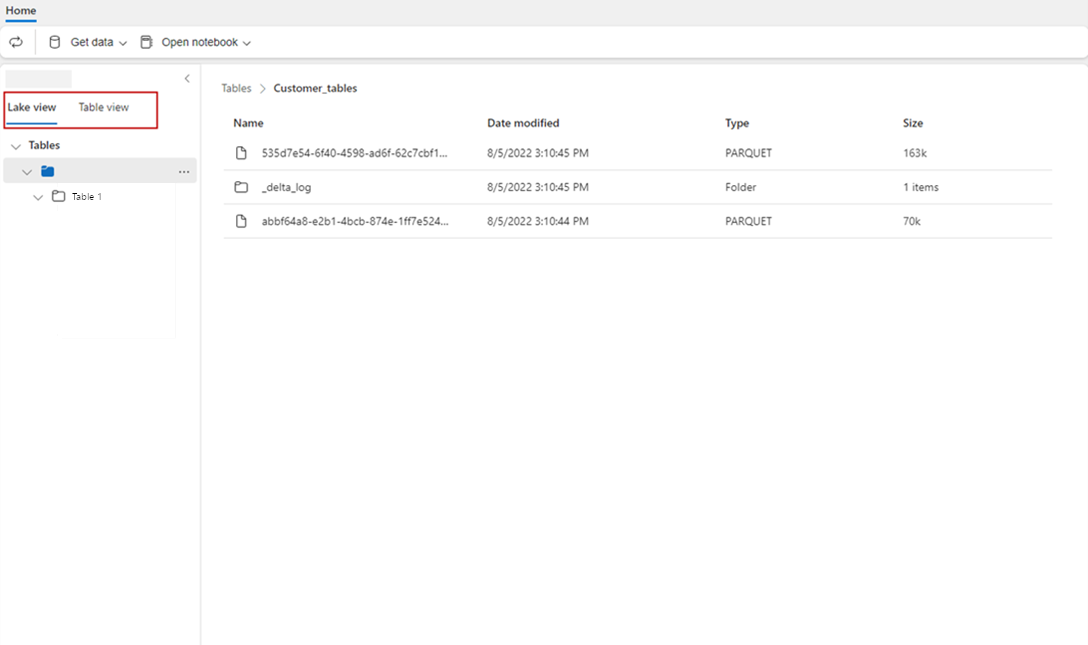 Home
Get data Open notebook
Lake view Table view
Tables
Table 1
Tables > Customer_tables
Name Date modified Type Size
535d7e54-6f40-4598-ad6f-62c7cbf1... 8/5/2022 3:10:45 PM PARQUET 163k
_delta_log 8/5/2022 3:10:45 PM Folder 1 items
abbf64a8-e2b1-4bcb-874e-1ff7e524... 8/5/2022 3:10:44 PM PARQUET 70k